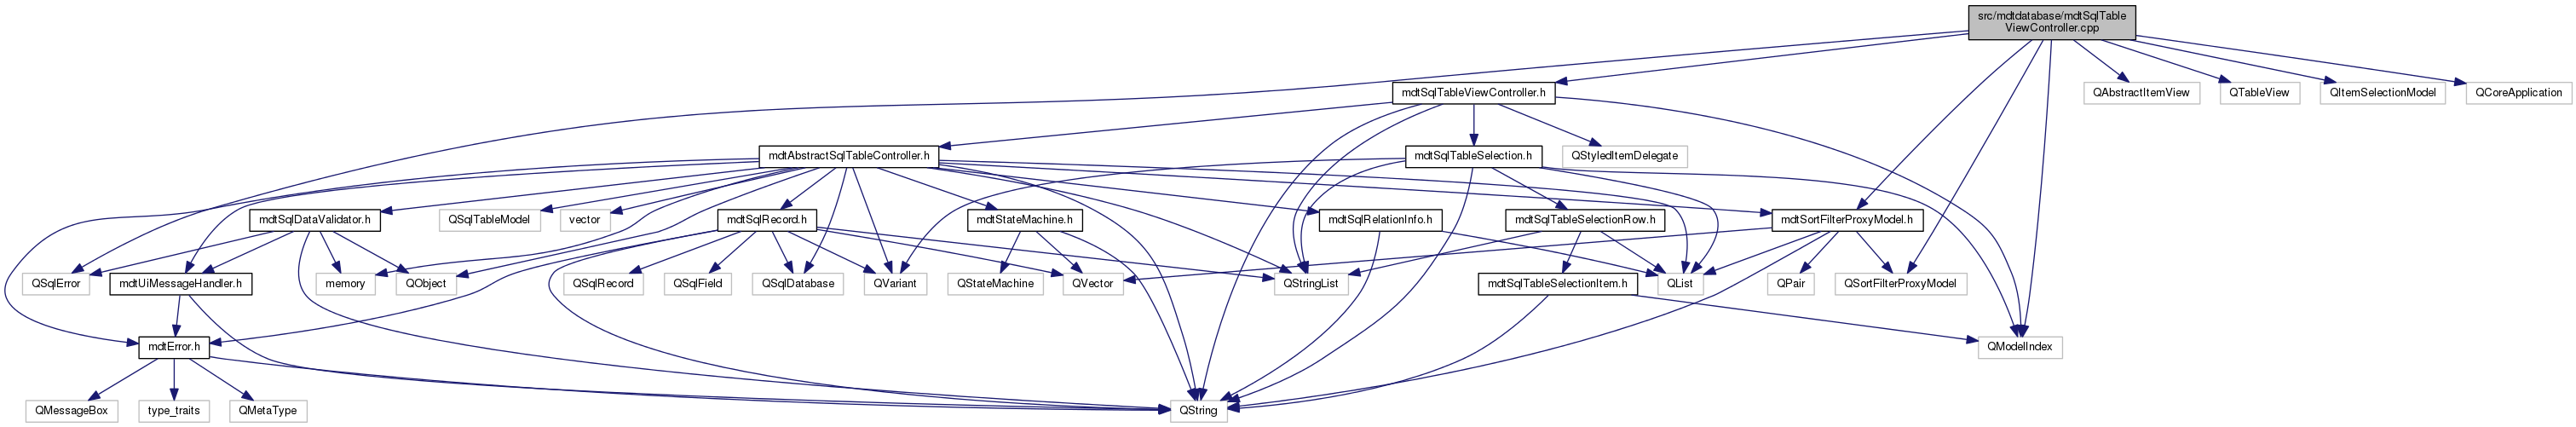 src/mdtdatabase/mdtSqlTable
ViewController.cpp
mdtSqlTableViewController.h
QAbstractItemView
QTableView
QItemSelectionModel
QCoreApplication
mdtAbstractSqlTableController.h
mdtSqlTableSelection.h
QStyledItemDelegate
mdtSqlDataValidator.h
QSqlTableModel
vector
mdtSqlRecord.h
mdtStateMachine.h
mdtSqlRelationInfo.h
mdtSqlTableSelectionRow.h
mdtSortFilterProxyModel.h
QSqlError
mdtUiMessageHandler.h
memory
QObject
QSqlRecord
QSqlField
QSqlDatabase
QVariant
QStateMachine
QVector
QStringList
mdtSqlTableSelectionItem.h
QList
QPair
QSortFilterProxyModel
mdtError.h
QModelIndex
QMessageBox
type_traits
QMetaType
QString